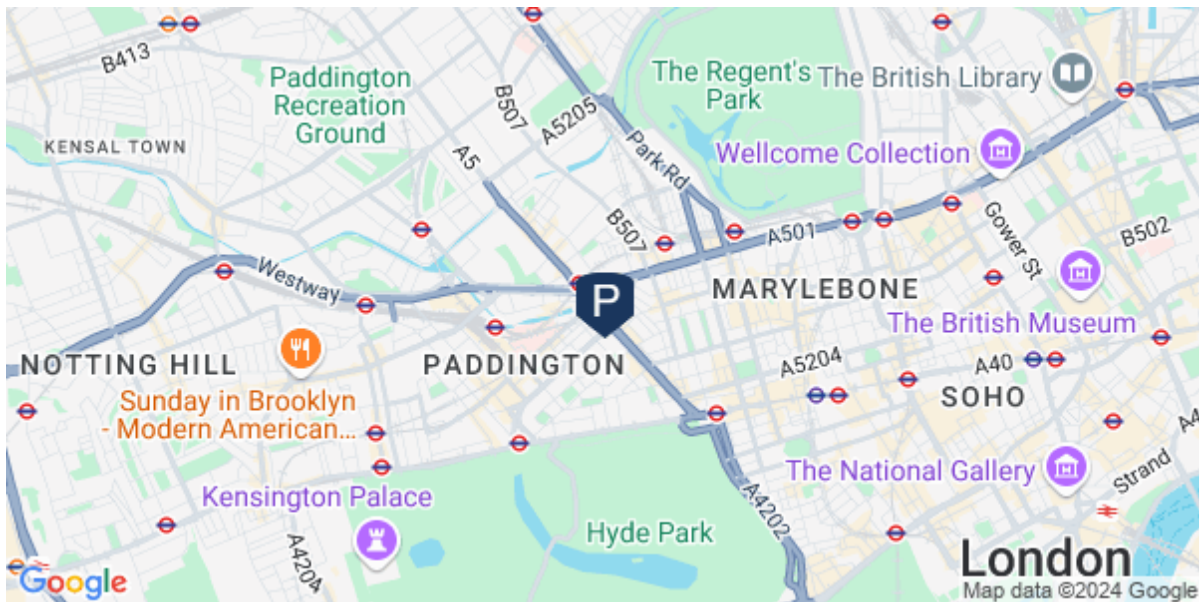 B413
Paddington
Recreation
Ground
B507
A5205
The Regent's
Park
The British Library
KENSAL TOWN
A5
Park Rd
Wellcome Collection
B507
A501
Gower St
B502
Westway
MARYLEBONE
The British Museum
P
NOTTING HILL
PADDINGTON
A5204
A40
SOHO
Sunday in Brooklyn
- Modern American...
A4
Kensington Palace
The National Gallery
Strand
A4202
Hyde Park
A4204
London
Google
Map data ©2024 Google